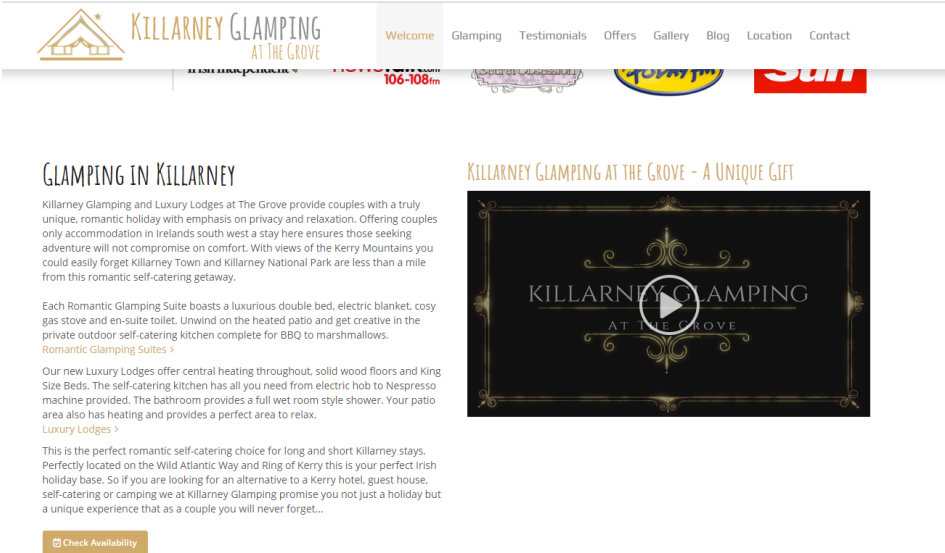 KILLARNEY GLAMPING
AT THE GROVE
Welcome Glamping Testimonials Offers Gallery Blog Location Contact
Irish Independent
106-108fm
Secret Obsession
TODAY fm
Sun
GLAMPING IN KILLARNEY
Killarney Glamping and Luxury Lodges at The Grove provide couples with a truly
unique, romantic holiday with emphasis on privacy and relaxation. Offering couples
only accommodation in Irelands south west a stay here ensures those seeking
adventure will not compromise on comfort. With views of the Kerry Mountains you
could easily forget Killarney Town and Killarney National Park are less than a mile
from this romantic self-catering getaway.
Each Romantic Glamping Suite boasts a luxurious double bed, electric blanket, cosy
gas stove and en-suite toilet. Unwind on the heated patio and get creative in the
private outdoor self-catering kitchen complete for BBQ to marshmallows.
Romantic Glamping Suites >
Our new Luxury Lodges offer central heating throughout, solid wood floors and King
Size Beds. The self-catering kitchen has all you need from electric hob to Nespresso
machine provided. The bathroom provides a full wet room style shower. Your patio
area also has heating and provides a perfect area to relax.
Luxury Lodges >
This is the perfect romantic self-catering choice for long and short Killarney stays.
Perfectly located on the Wild Atlantic Way and Ring of Kerry this is your perfect Irish
holiday base. So if you are looking for an alternative to a Kerry hotel, guest house,
self-catering or camping we at Killarney Glamping promise you not just a holiday but
a unique experience that as a couple you will never forget...
Check Availability
KILLARNEY GLAMPING AT THE GROVE - A UNIQUE GIFT
KILLARNEY GLAMPING
AT THE GROVE